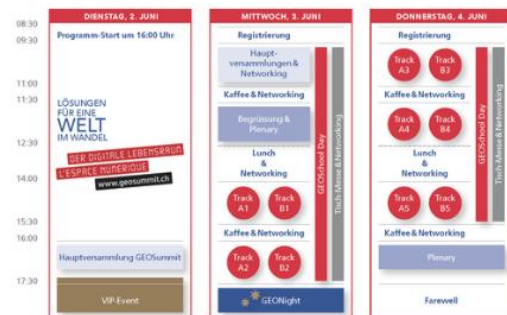 08:30
09:30
11:00
11:30
12:30
14:00
15:30
16:00
17:30
DIENSTAG, 2. JUNI
Programm-Start um 16:00 Uhr
LÖSUNGEN
FÜR EINE
WELT
IM WANDEL
DER DIGITALE LEBENSRAUM
L'ESPACE NUMÉRIQUE
www.geosummit.ch
Hauptversammlung GEOSummit
VIP-Event
MITTWOCH, 3. JUNI
Registrierung
Haupt-
versammlungen &
Networking
Kaffee & Networking
Begrüssung &
Plenary
Lunch
&
Networking
Track
A1
Track
B1
Kaffee & Networking
Track
A2
Track
B2
GEONight
GEOSchool Day
Tisch-Messe & Networking
DONNERSTAG, 4. JUNI
Registrierung
Track
A3
Track
B3
Kaffee & Networking
Track
A4
Track
B4
Lunch
&
Networking
Track
A5
Track
B5
Kaffee & Networking
Plenary
Farewell
GEOSchool Day
Tisch-Messe & Networking